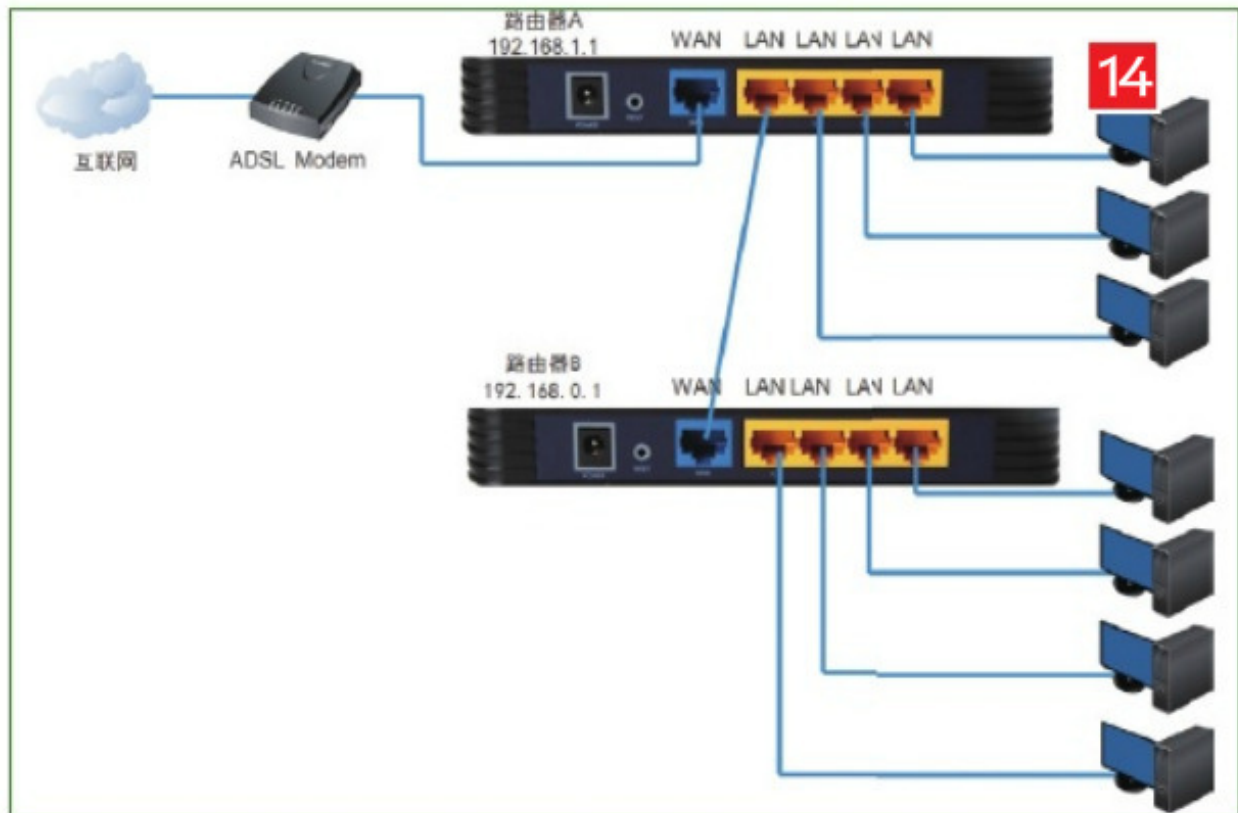 路由器A
192.168.1.1
WAN LAN LAN LAN LAN
14
互联网
ADSL Modem
POWER
路由器B
192.168.0.1
WAN LAN LAN LAN LAN